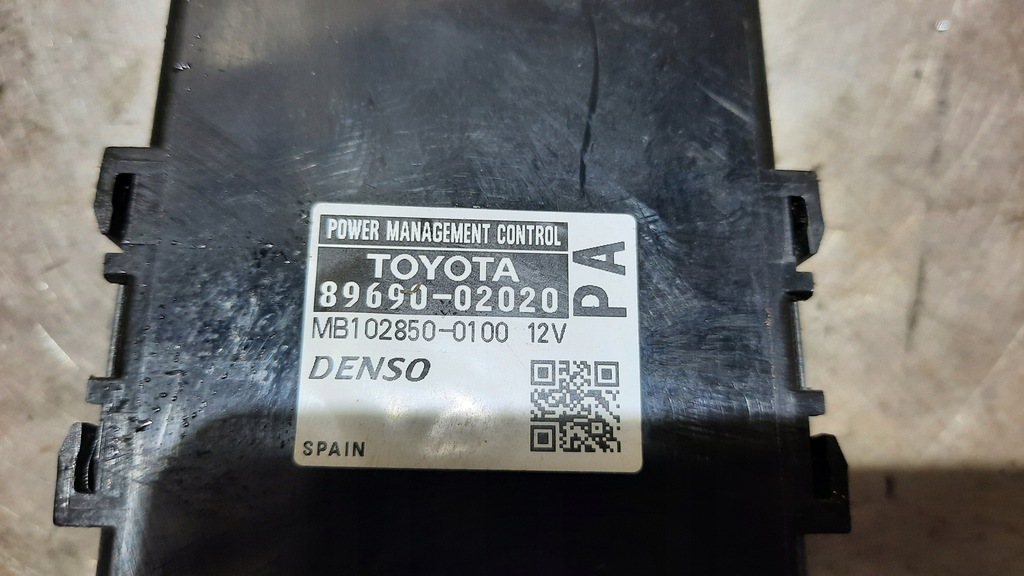 POWER MANAGEMENT CONTROL
TOYOTA
89690-02020
PA
MB102850-0100 12V
DENSO
SPAIN